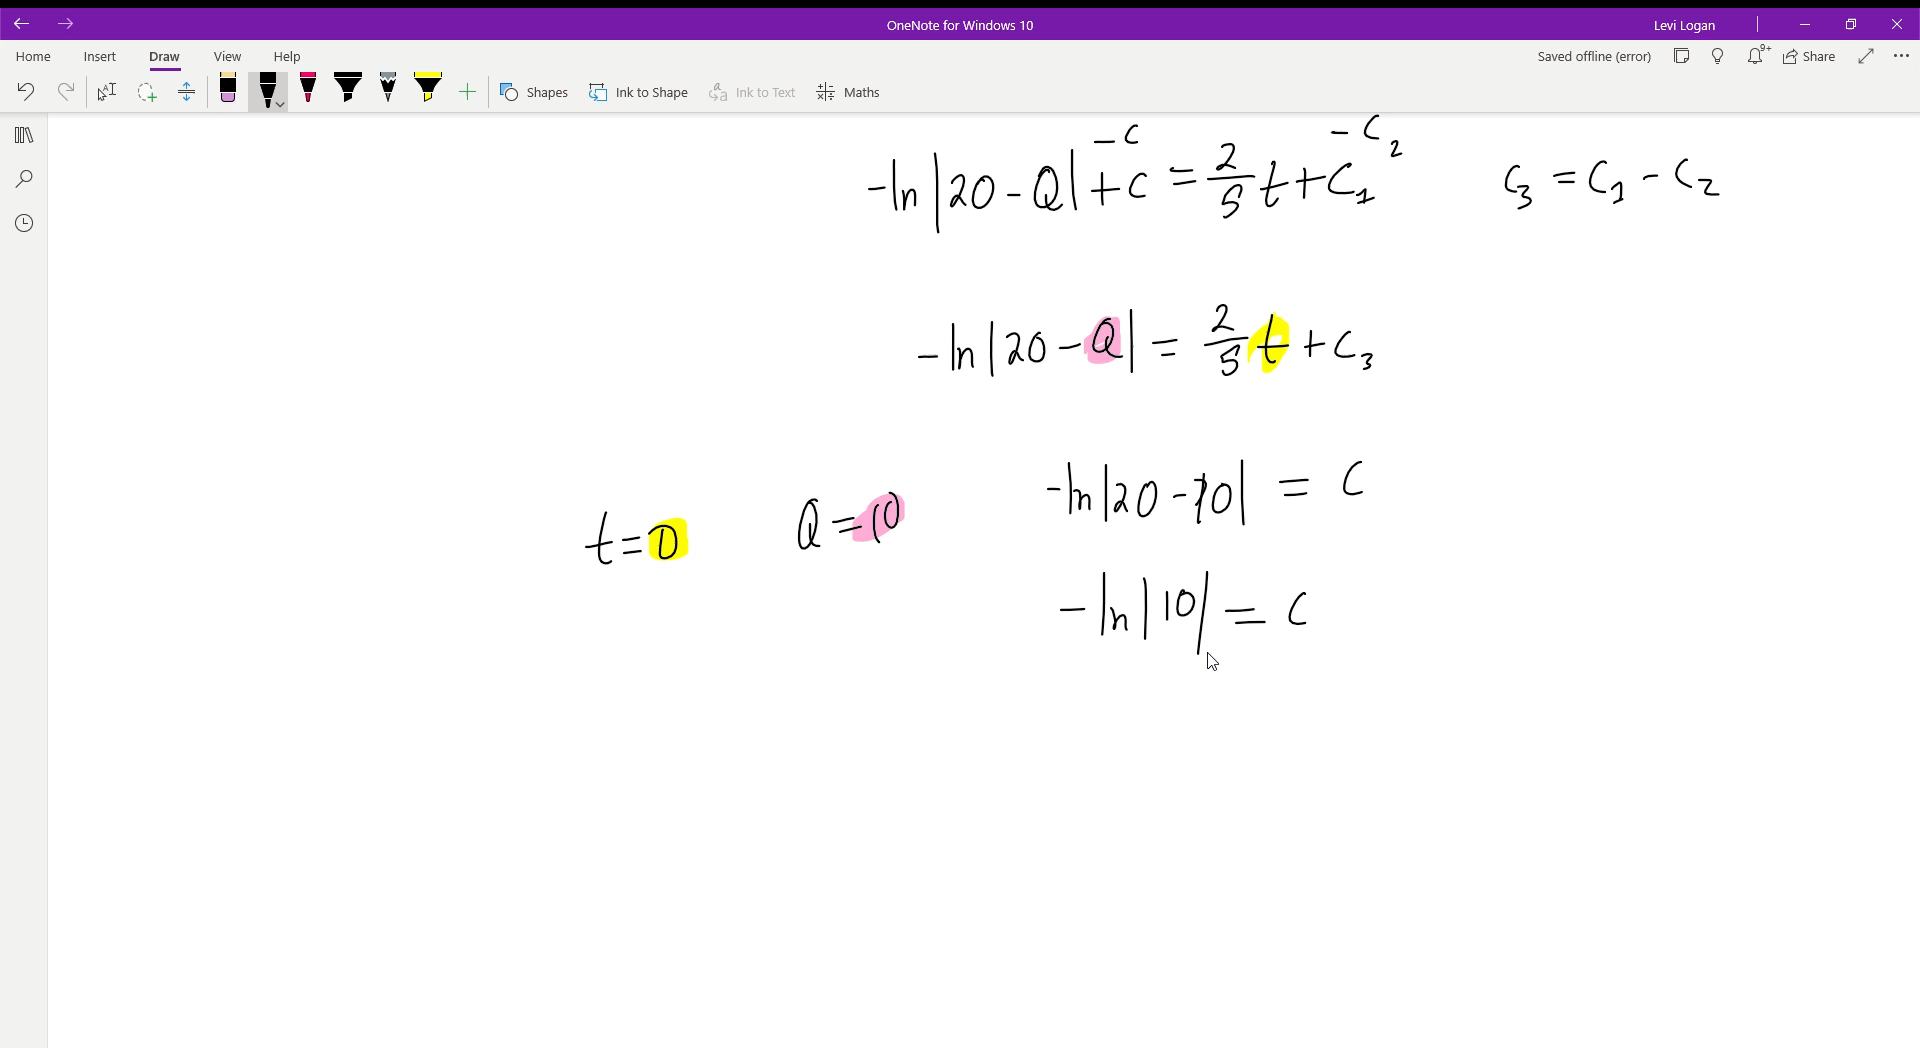 OneNote for Windows 10
Levi Logan
Home Insert Draw View Help
Saved offline (error) 9+ Share
Shapes Ink to Shape Ink to Text Maths
-c -c₂
-ln|20-Q|+c = 2/5 t+C₁ C₃ = C₁ - C₂
-ln|20-Q| = 2/5 t + C₃
t=0 Q=10 -ln|20-10| = C
-ln|10| = C